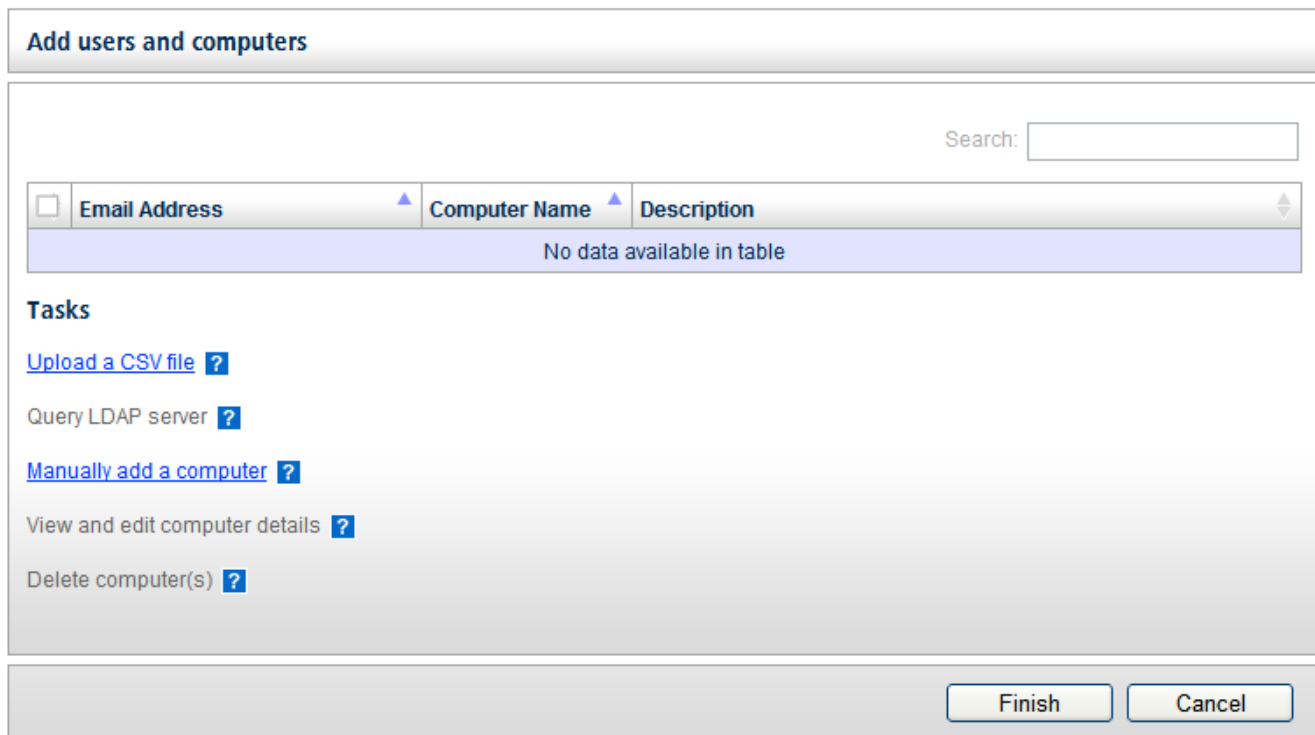 Add users and computers
Search:
Email Address Computer Name Description
No data available in table
Tasks
Upload a CSV file ?
Query LDAP server ?
Manually add a computer ?
View and edit computer details ?
Delete computer(s) ?
Finish Cancel